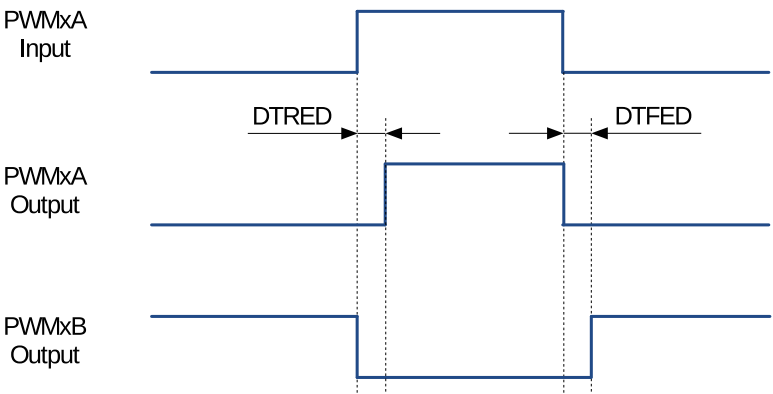 PWMxA
Input
DTRED
DTFED
PWMxA
Output
PWMxB
Output